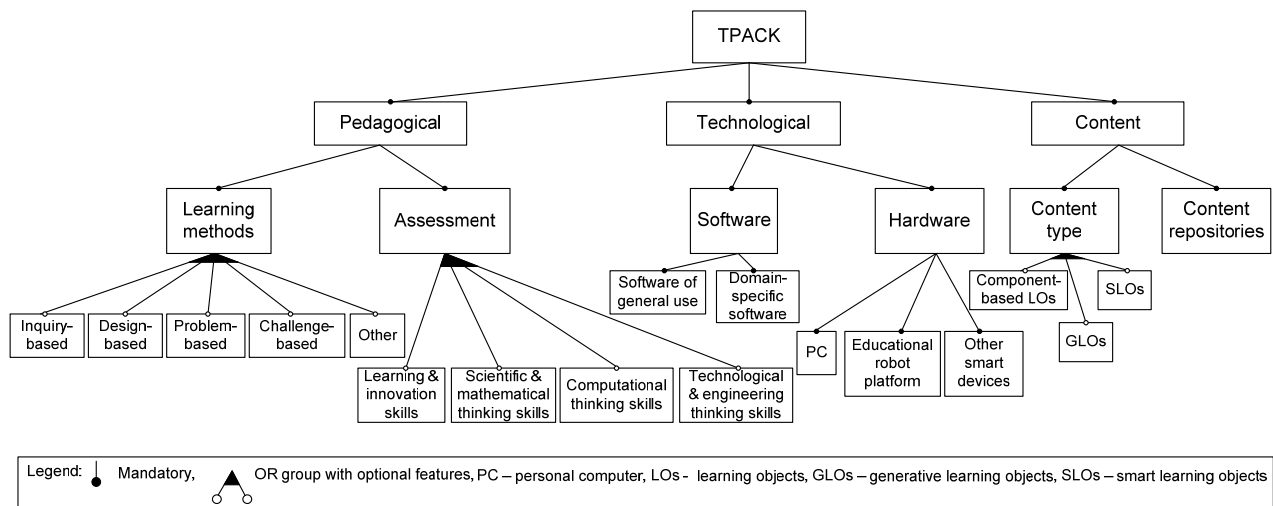 TPACK
Pedagogical
Technological
Content
Learning
methods
Assessment
Software
Hardware
Content
type
Content
repositories
Software of
general use
Domain-
specific
software
Component-
based LOs
SLOs
GLOs
Inquiry–
based
Design-
based
Problem-
based
Challenge-
based
Other
PC
Educational
robot
platform
Other
smart
devices
Learning &
innovation
skills
Scientific &
mathematical
thinking skills
Computational
thinking skills
Technological
& engineering
thinking skills
Legend: Mandatory, OR group with optional features, PC – personal computer, LOs - learning objects, GLOs – generative learning objects, SLOs – smart learning objects